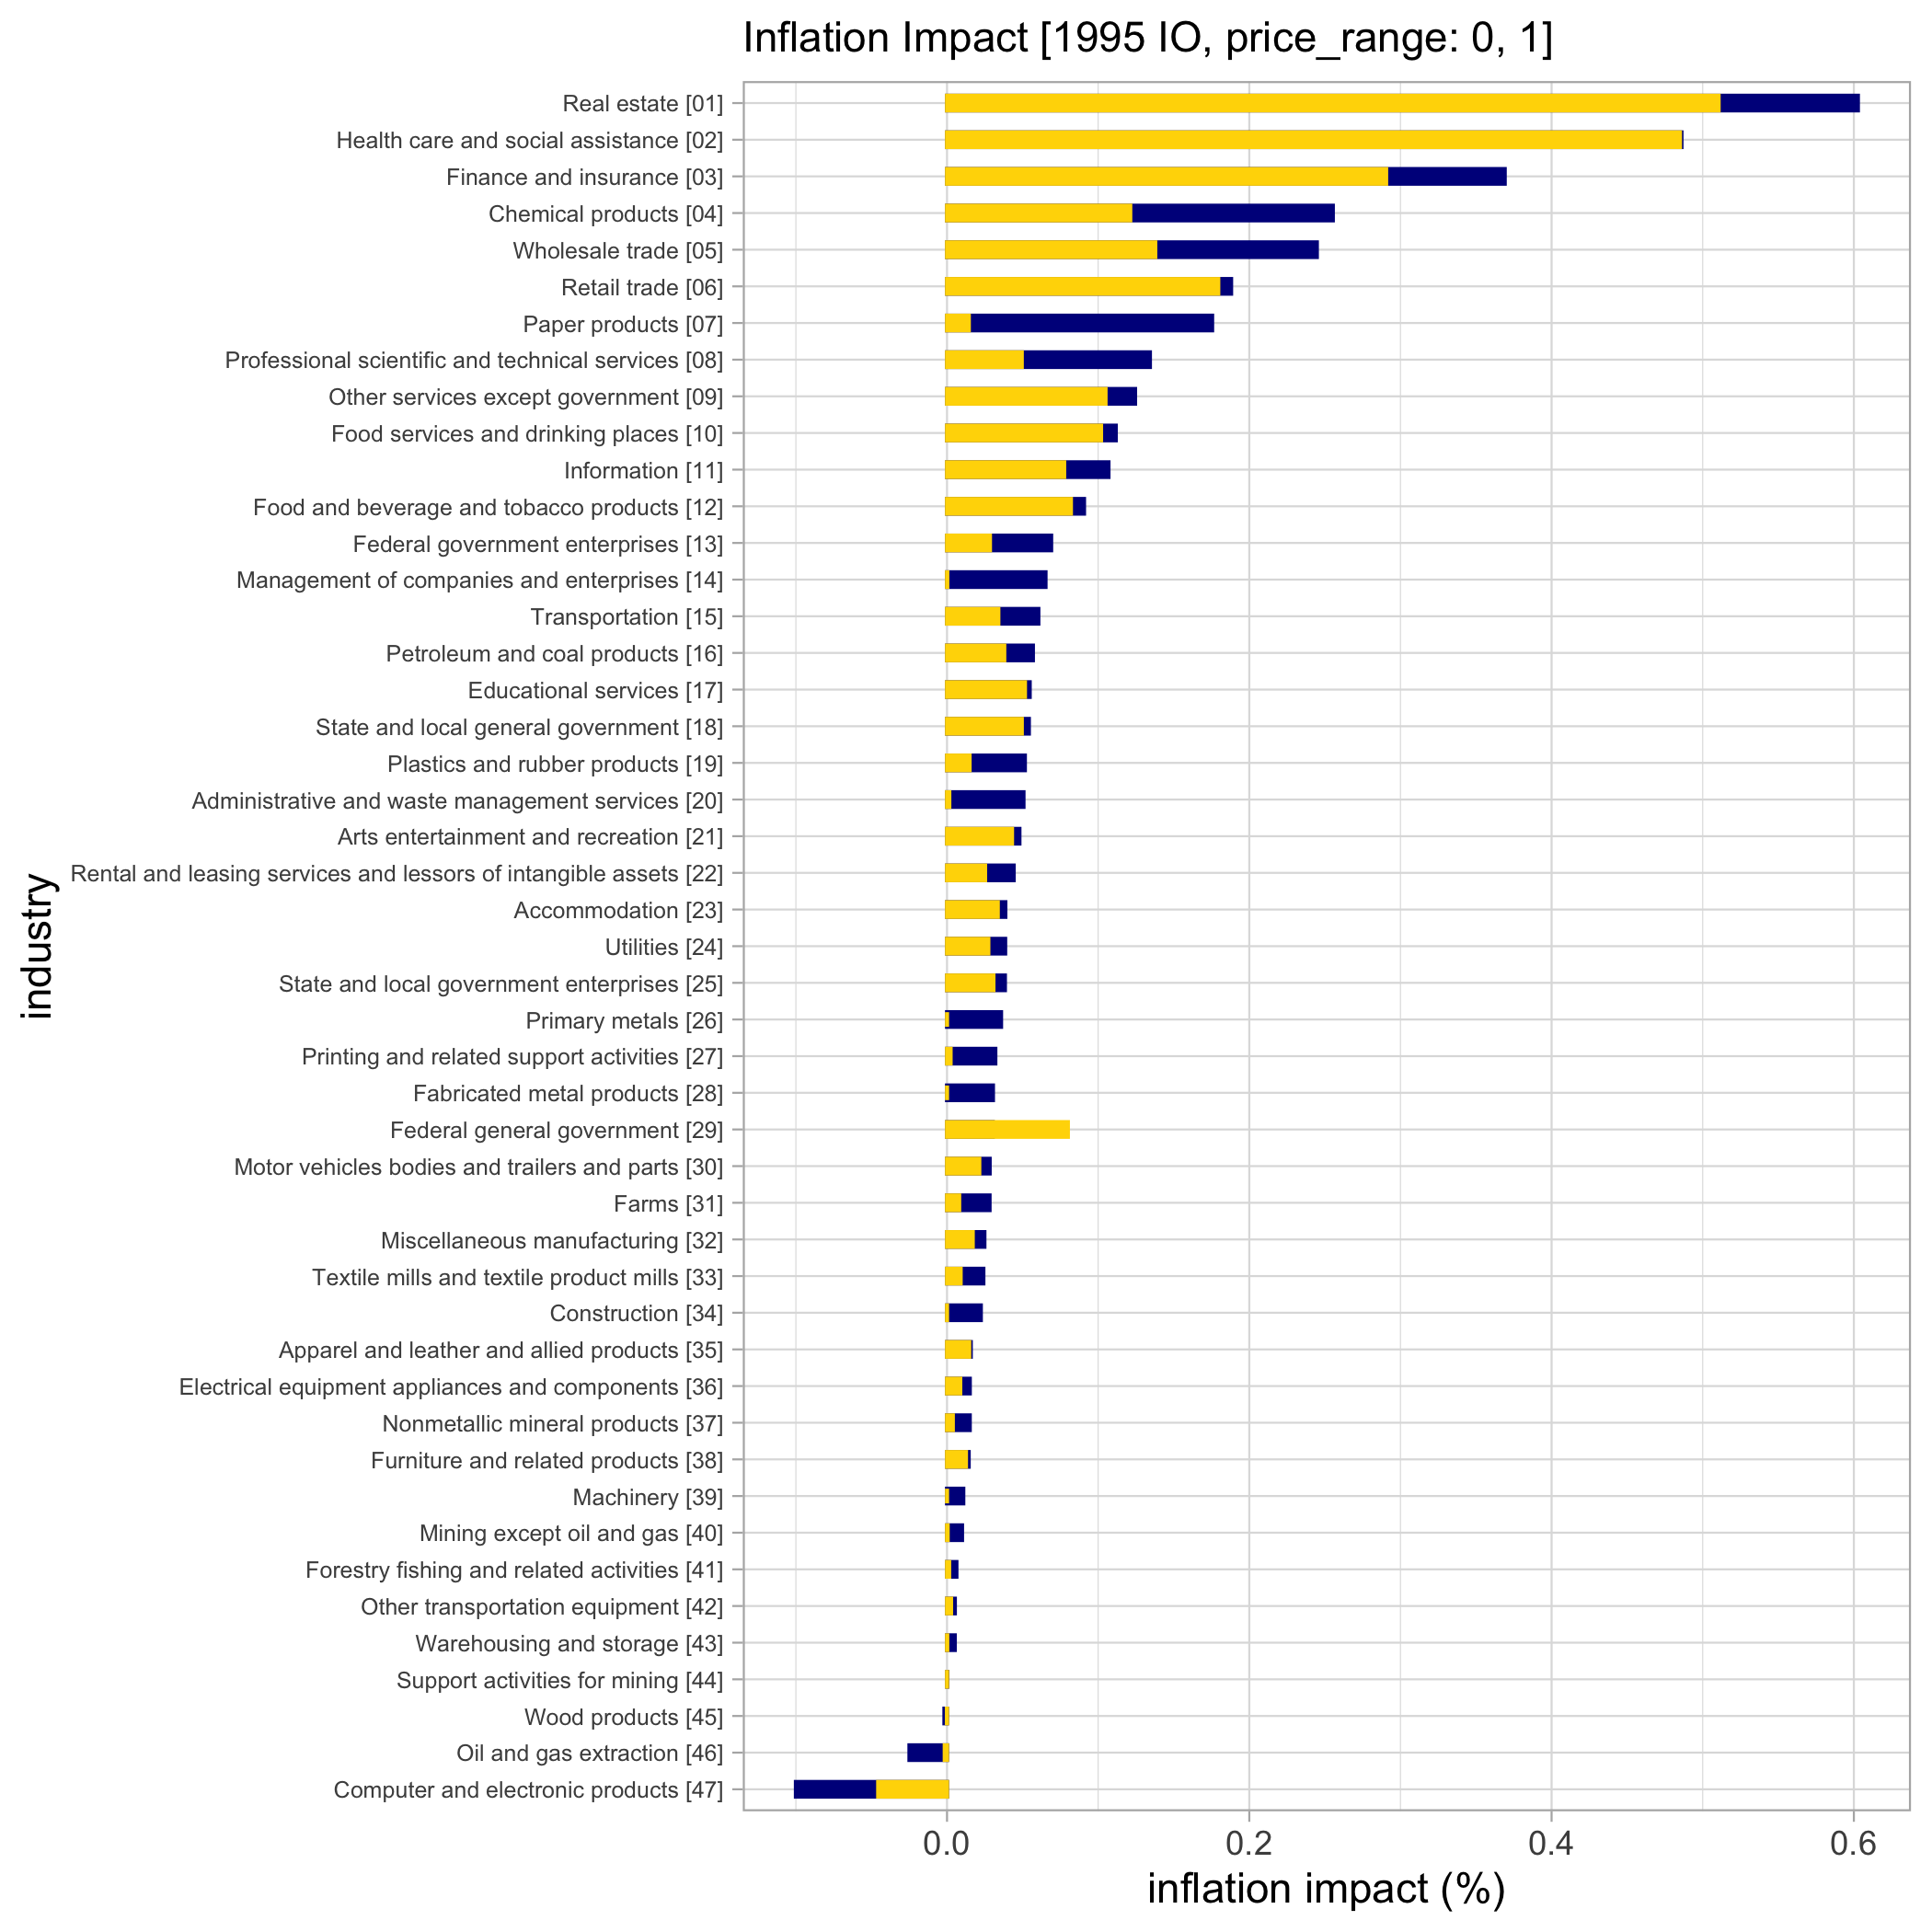 Inflation Impact [1995 IO, price_range: 0, 1]
Real estate [01]
Health care and social assistance [02]
Finance and insurance [03]
Chemical products [04]
Wholesale trade [05]
Retail trade [06]
Paper products [07]
Professional scientific and technical services [08]
Other services except government [09]
Food services and drinking places [10]
Information [11]
Food and beverage and tobacco products [12]
Federal government enterprises [13]
Management of companies and enterprises [14]
Transportation [15]
Petroleum and coal products [16]
Educational services [17]
State and local general government [18]
Plastics and rubber products [19]
Administrative and waste management services [20]
Arts entertainment and recreation [21]
Rental and leasing services and lessors of intangible assets [22]
Accommodation [23]
Utilities [24]
State and local government enterprises [25]
Primary metals [26]
Printing and related support activities [27]
Fabricated metal products [28]
Federal general government [29]
Motor vehicles bodies and trailers and parts [30]
Farms [31]
Miscellaneous manufacturing [32]
Textile mills and textile product mills [33]
Construction [34]
Apparel and leather and allied products [35]
Electrical equipment appliances and components [36]
Nonmetallic mineral products [37]
Furniture and related products [38]
Machinery [39]
Mining except oil and gas [40]
Forestry fishing and related activities [41]
Other transportation equipment [42]
Warehousing and storage [43]
Support activities for mining [44]
Wood products [45]
Oil and gas extraction [46]
Computer and electronic products [47]
industry
0.0 0.2 0.4 0.6
inflation impact (%)